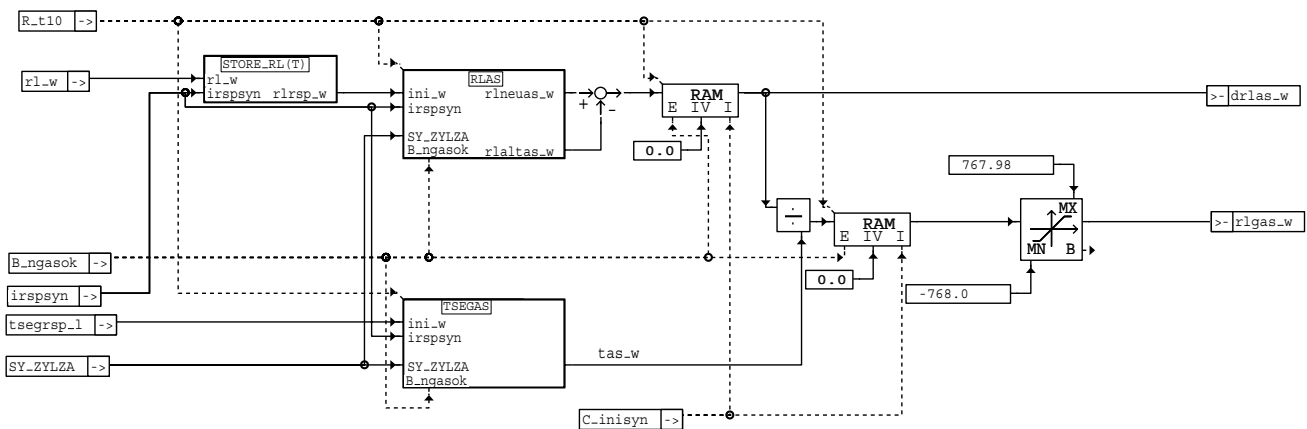 R_t10 ->
STORE_RL(T)
rl_w ->
rl_w
irspsyn rlrsp_w
RLAS
ini_w rlneuas_w
irspsyn
SY_ZYLZA
B_ngasok rlaltas_w
+ -
RAM
E IV I
0.0
>- drlas_w
767.98
÷
RAM
E IV I
0.0
MX
MN B
>- rlgas_w
-768.0
B_ngasok ->
irspsyn ->
tsegrsp_l ->
SY_ZYLZA ->
TSEGAS
ini_w
irspsyn
SY_ZYLZA
B_ngasok
tas_w
C_inisyn ->